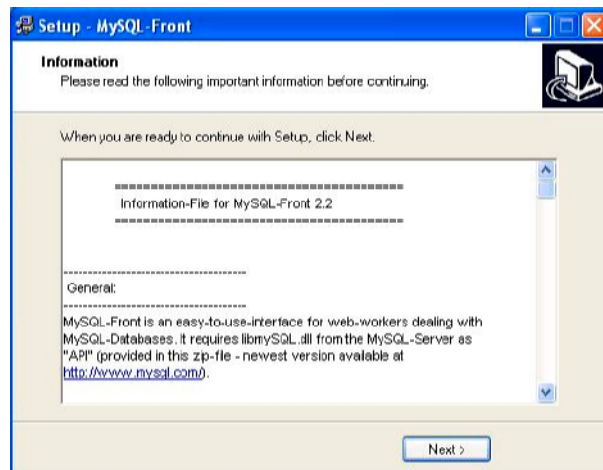 Setup - MySQL-Front
Information
Please read the following important information before continuing.
When you are ready to continue with Setup, click Next.
==========================================
Information-File for MySQL-Front 2.2
==========================================
-------------------------------------
General:
-------------------------------------
MySQL-Front is an easy-to-use-interface for web-workers dealing with
MySQL-Databases. It requires libmySQL.dll from the MySQL-Server as
"API" (provided in this zip-file - newest version available at
http://www.mysql.com/).
Next >